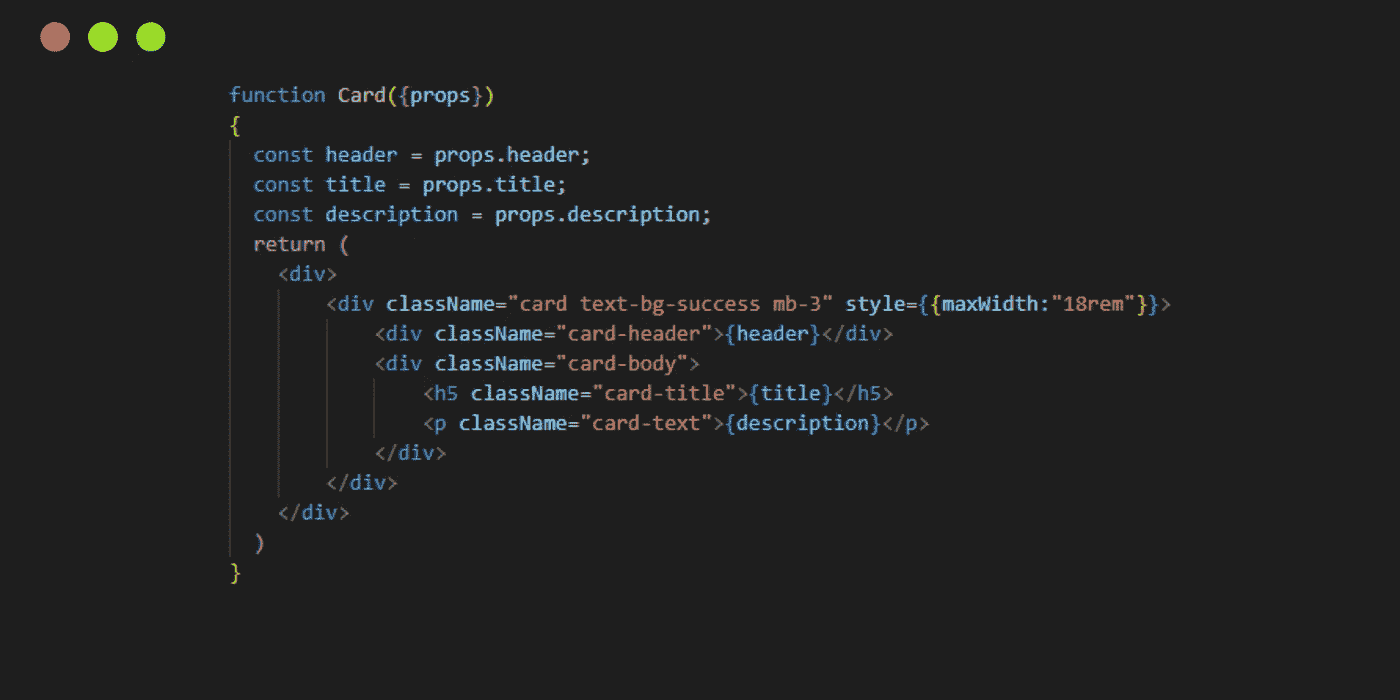 function Card({props})
{
const header = props.header;
const title = props.title;
const description = props.description;
return (
<div>
<div className="card text-bg-success mb-3" style={{maxWidth:"18rem"}}>
<div className="card-header">{header}</div>
<div className="card-body">
<h5 className="card-title">{title}</h5>
<p className="card-text">{description}</p>
</div>
</div>
</div>
)
}